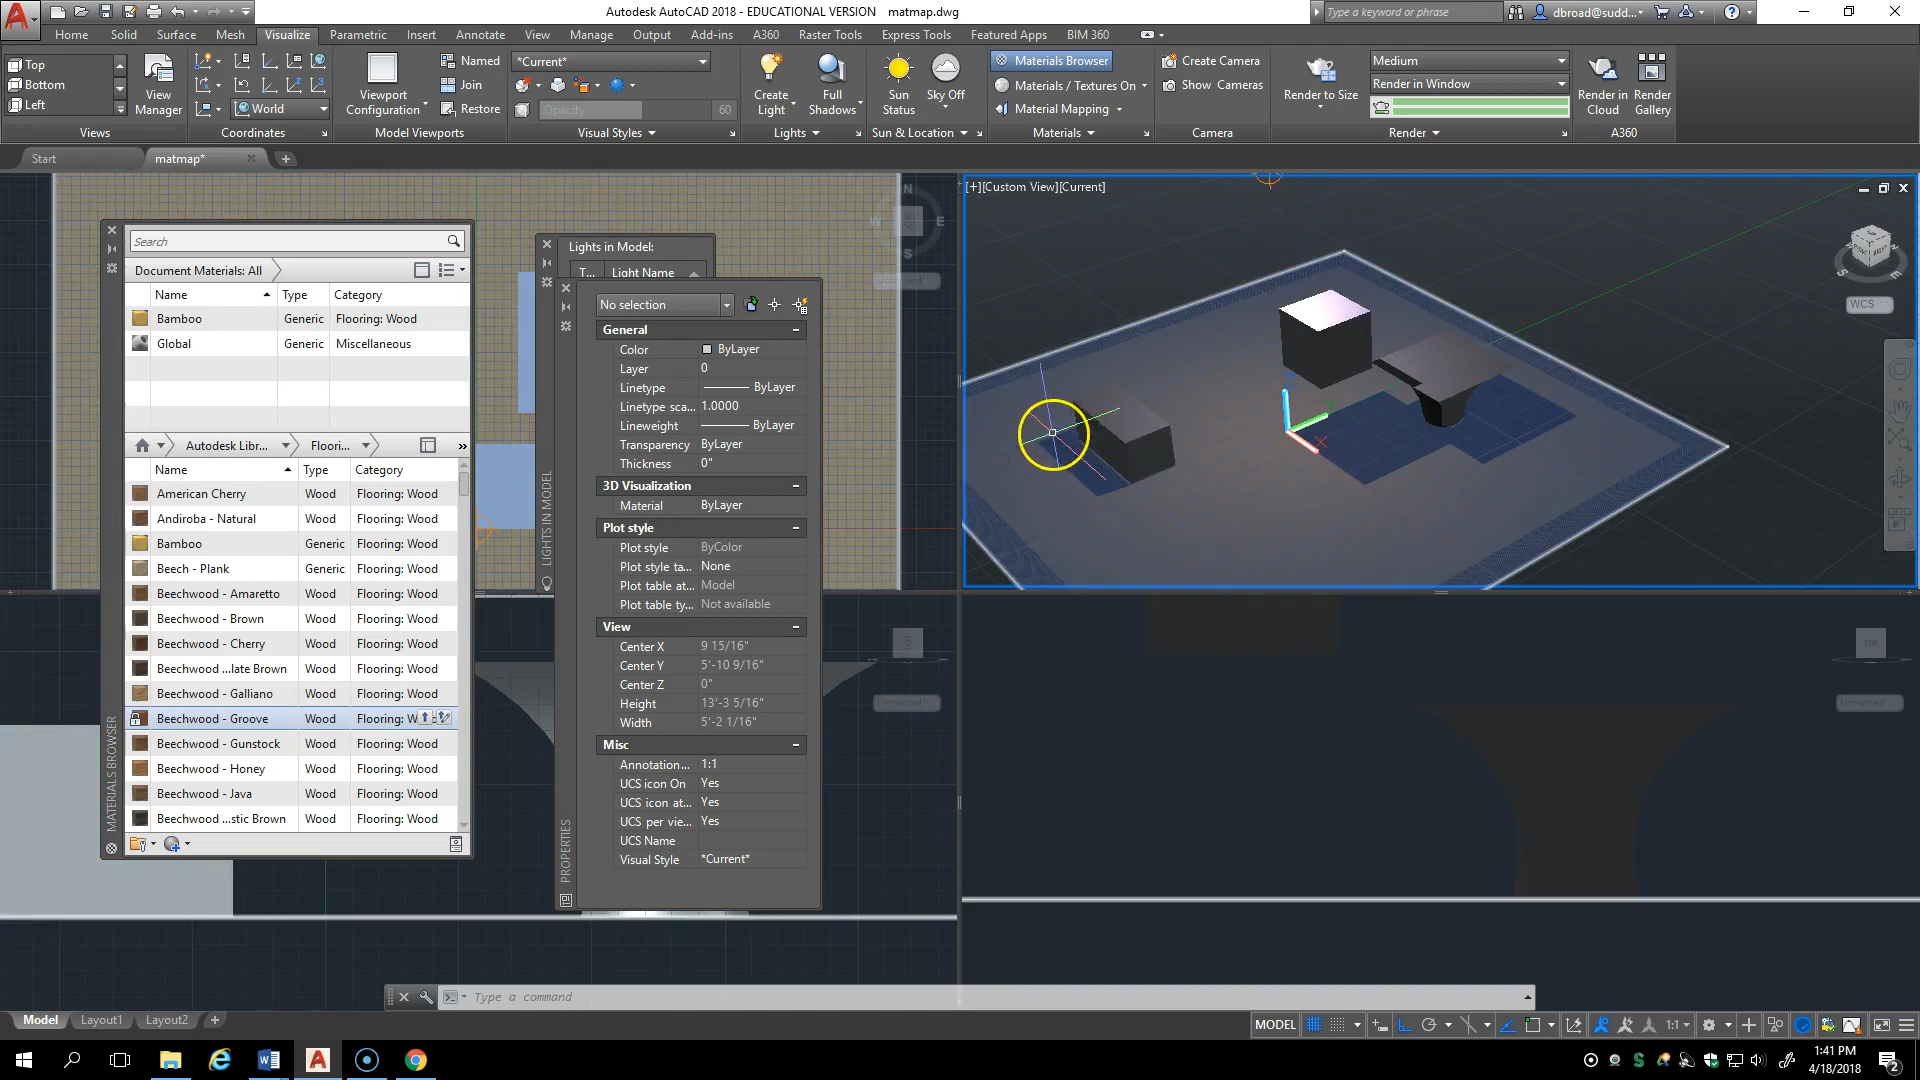 Autodesk AutoCAD 2018 - EDUCATIONAL VERSION matmap.dwg
Type a keyword or phrase
dbroad@sudd...
Home Solid Surface Mesh Visualize Parametric Insert Annotate View Manage Output Add-ins A360 Raster Tools Express Tools Featured Apps BIM 360
Top
Bottom
Left
View Manager
Views
World
Coordinates
Viewport Configuration
Named
Join
Restore
Model Viewports
*Current*
Opacity 60
Visual Styles
Create Light
Full Shadows
Lights
Sun Status
Sky Off
Sun & Location
Materials Browser
Materials / Textures On
Material Mapping
Materials
Create Camera
Show Cameras
Camera
Render to Size
Medium
Render in Window
Render
Render in Cloud
Render Gallery
A360
Start matmap*
Search
Document Materials: All
Name Type Category
Bamboo Generic Flooring: Wood
Global Generic Miscellaneous
Autodesk Libr... Floori...
Name Type Category
American Cherry Wood Flooring: Wood
Andiroba - Natural Wood Flooring: Wood
Bamboo Generic Flooring: Wood
Beech - Plank Generic Flooring: Wood
Beechwood - Amaretto Wood Flooring: Wood
Beechwood - Brown Wood Flooring: Wood
Beechwood - Cherry Wood Flooring: Wood
Beechwood ...late Brown Wood Flooring: Wood
Beechwood - Galliano Wood Flooring: Wood
Beechwood - Groove Wood Flooring: W
Beechwood - Gunstock Wood Flooring: Wood
Beechwood - Honey Wood Flooring: Wood
Beechwood - Java Wood Flooring: Wood
Beechwood ...stic Brown Wood Flooring: Wood
MATERIALS BROWSER
Lights in Model:
T... Light Name
LIGHTS IN MODEL
No selection
General
Color ByLayer
Layer 0
Linetype ByLayer
Linetype sca... 1.0000
Lineweight ByLayer
Transparency ByLayer
Thickness 0"
3D Visualization
Material ByLayer
Plot style
Plot style ByColor
Plot style ta... None
Plot table at... Model
Plot table ty... Not available
View
Center X 9 15/16"
Center Y 5'-10 9/16"
Center Z 0"
Height 13'-3 5/16"
Width 5'-2 1/16"
Misc
Annotation... 1:1
UCS icon On Yes
UCS icon at... Yes
UCS per vie... Yes
UCS Name
Visual Style *Current*
PROPERTIES
N
W E
S
[+][Custom View][Current]
WCS
X
Unnamed
Unnamed
TOP
Type a command
Model Layout1 Layout2
MODEL
1:1
1:41 PM
4/18/2018
2